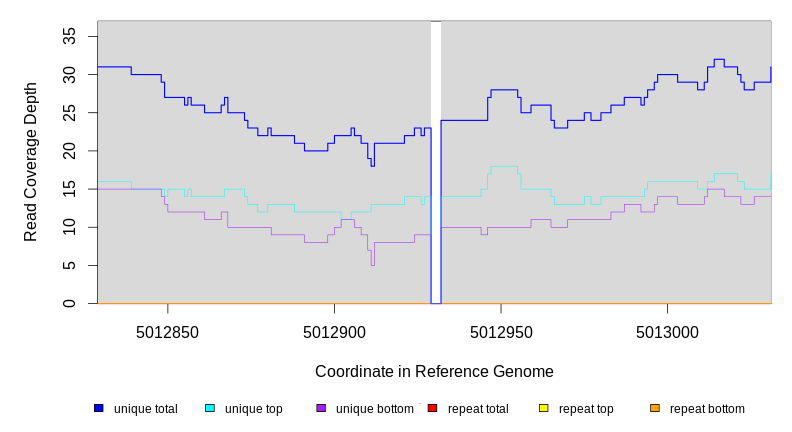 35
30
25
20
15
10
5
0
Read Coverage Depth
5012850 5012900 5012950 5013000
Coordinate in Reference Genome
unique total unique top unique bottom repeat total repeat top repeat bottom